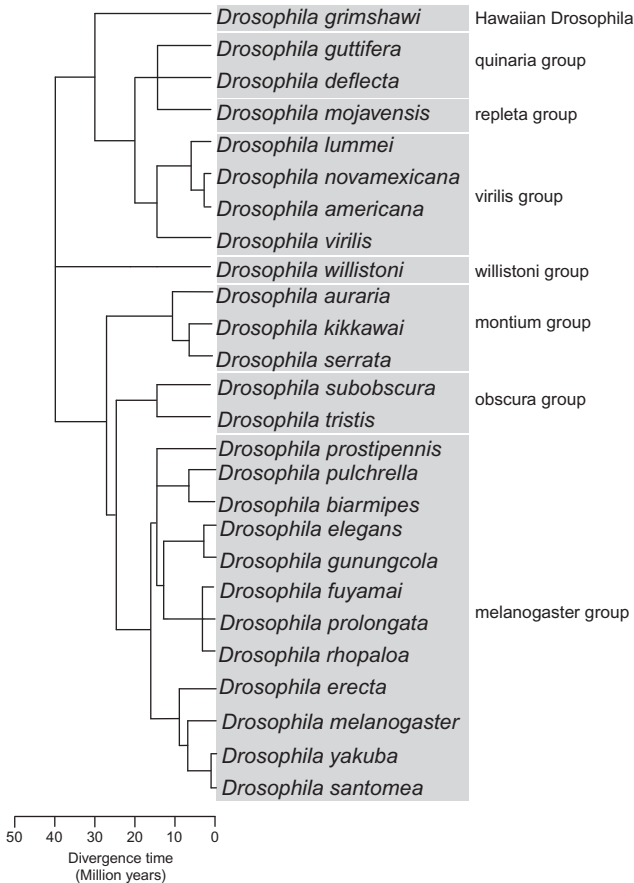 Drosophila grimshawi
Hawaiian Drosophila
Drosophila guttifera
quinaria group
Drosophila deflecta
Drosophila mojavensis
repleta group
Drosophila lummei
Drosophila novamexicana
virilis group
Drosophila americana
Drosophila virilis
Drosophila willistoni
willistoni group
Drosophila auraria
montium group
Drosophila kikkawai
Drosophila serrata
Drosophila subobscura
obscura group
Drosophila tristis
Drosophila prostipennis
Drosophila pulchrella
Drosophila biarmipes
Drosophila elegans
Drosophila gunungcola
Drosophila fuyamai
melanogaster group
Drosophila prolongata
Drosophila rhopaloa
Drosophila erecta
Drosophila melanogaster
Drosophila yakuba
Drosophila santomea
50 40 30 20 10 0
Divergence time
(Million years)